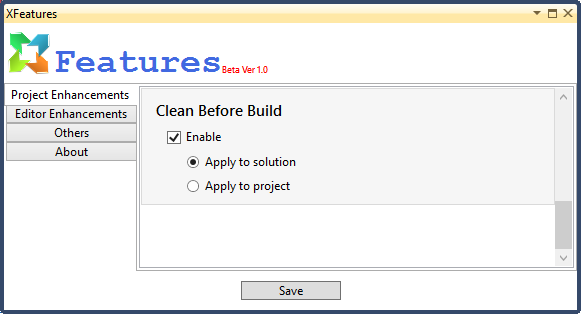 XFeatures
XFeatures Beta Ver 1.0
Project Enhancements
Editor Enhancements
Others
About
Clean Before Build
Enable
Apply to solution
Apply to project
Save